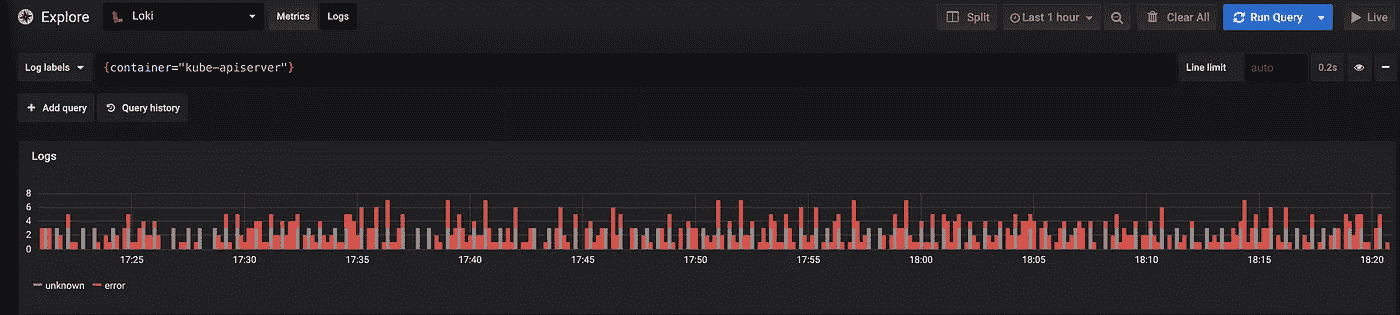 Explore Loki Metrics Logs Split Last 1 hour Clear All Run Query Live
Log labels {container="kube-apiserver"} Line limit auto 0.2s
+ Add query Query history
Logs
8
6
4
2
0
17:25 17:30 17:35 17:40 17:45 17:50 17:55 18:00 18:05 18:10 18:15 18:20
unknown error